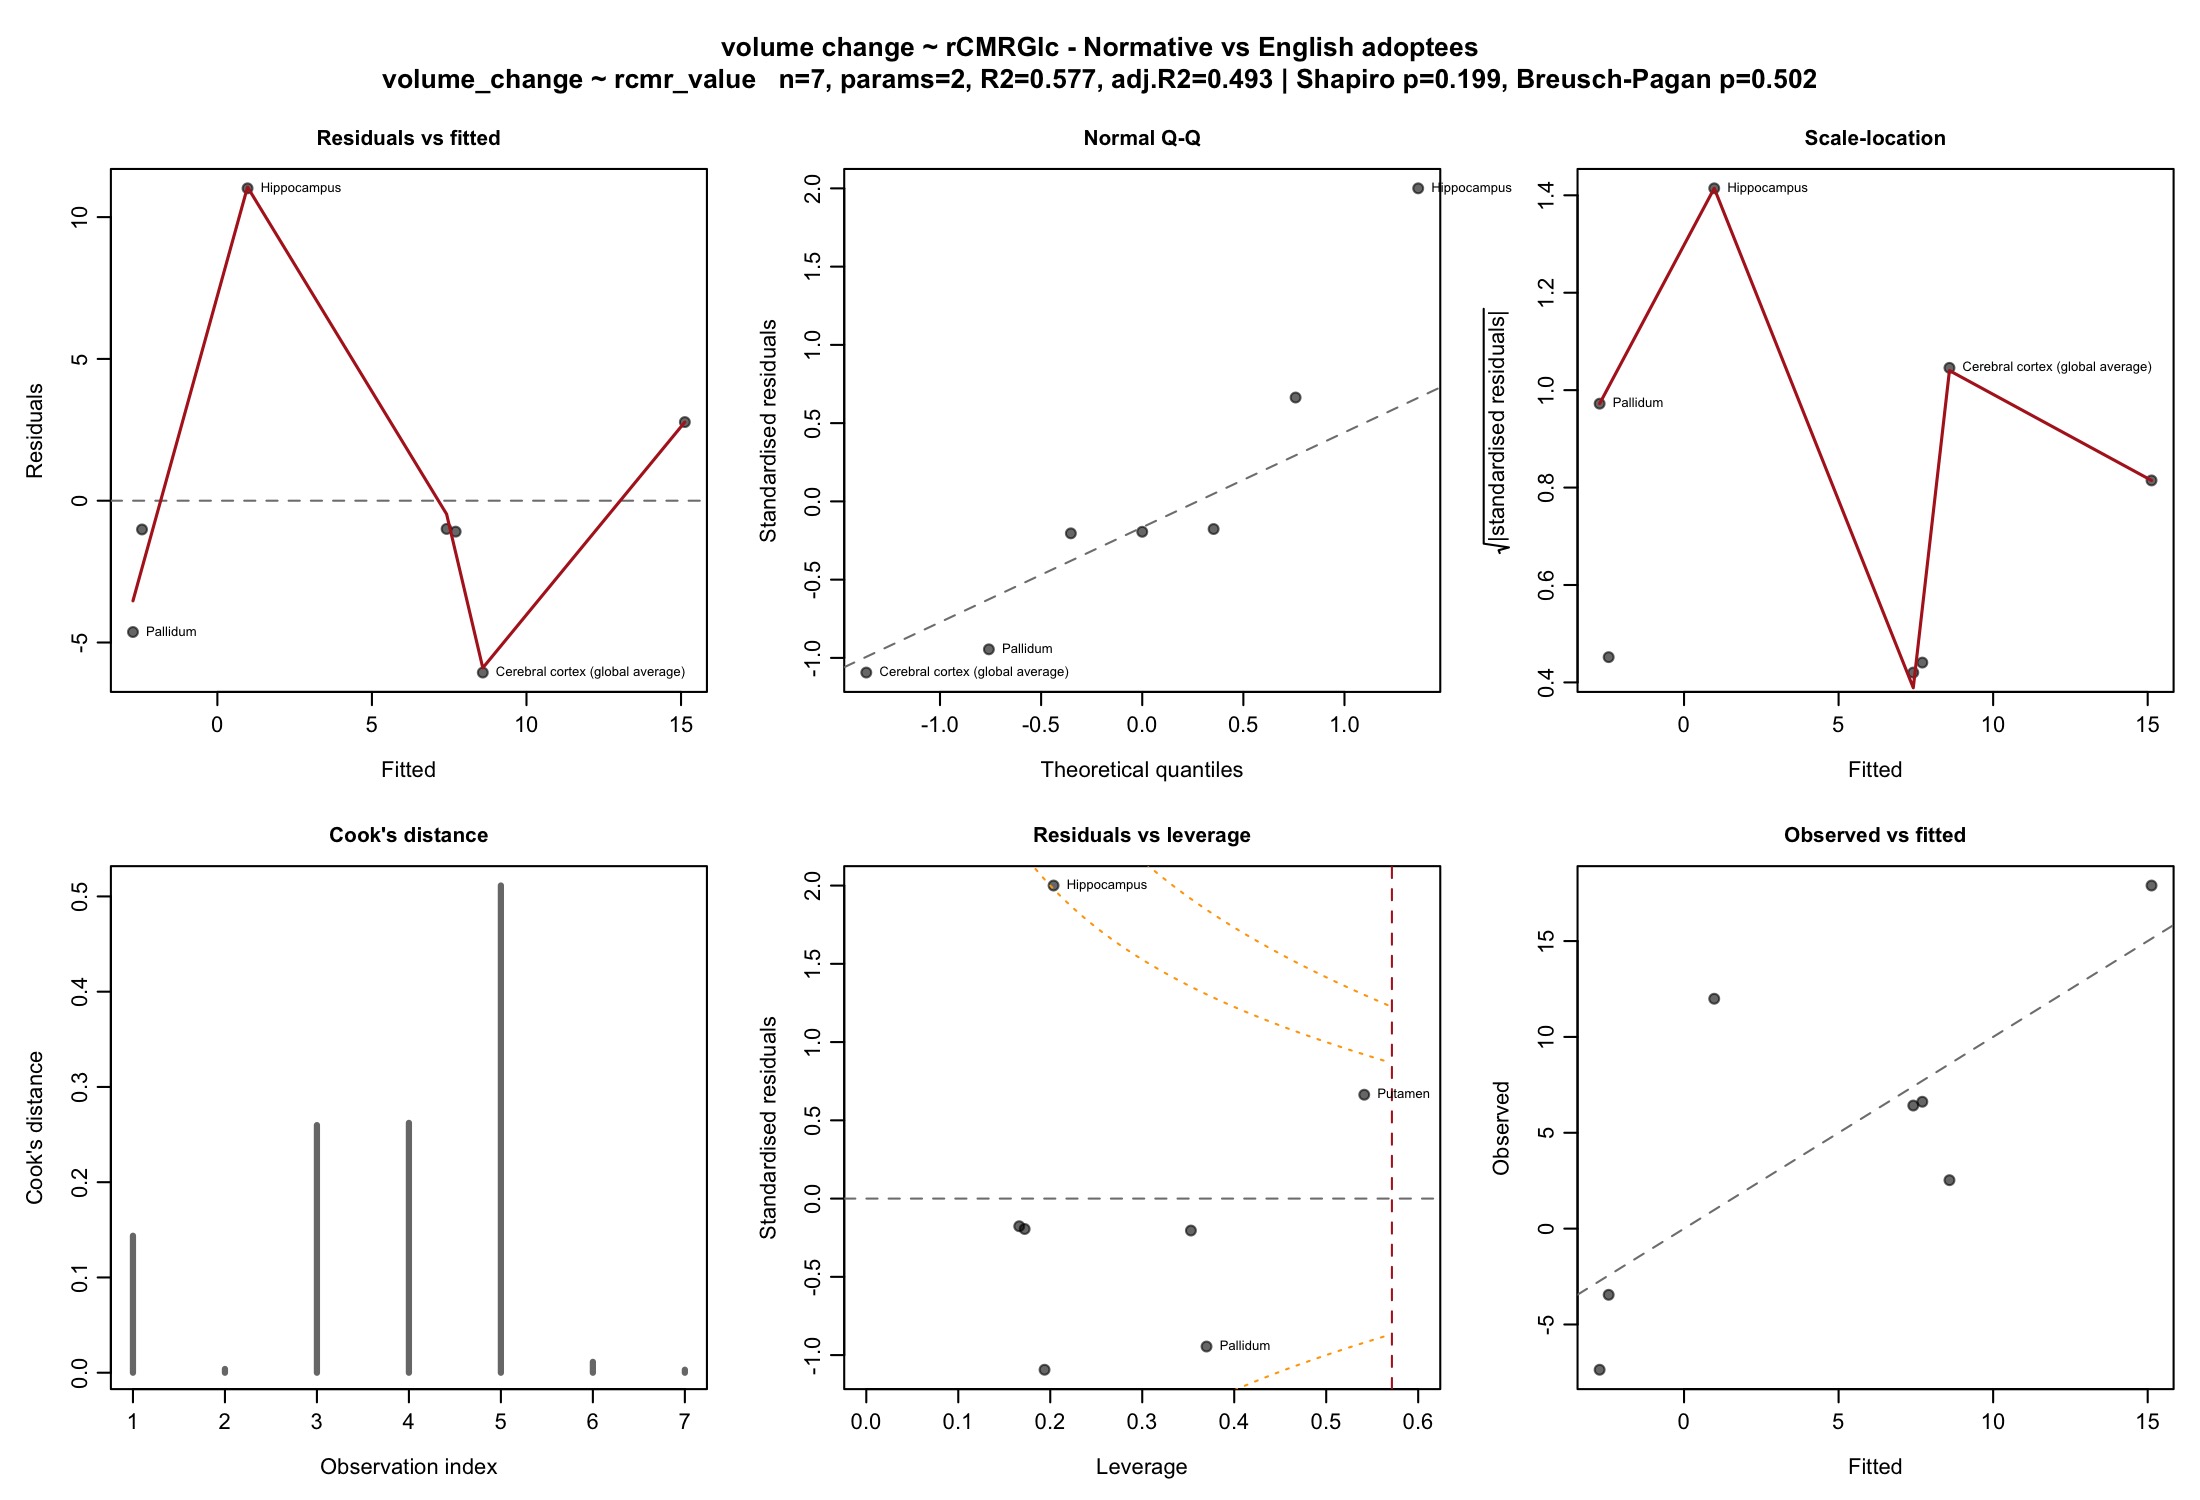 volume change ~ rCMRGlc - Normative vs English adoptees
volume_change ~ rcmr_value   n=7, params=2, R2=0.577, adj.R2=0.493 | Shapiro p=0.199, Breusch-Pagan p=0.502
Residuals vs fitted
Residuals
10
5
0
-5
Hippocampus
Pallidum
Cerebral cortex (global average)
0 5 10 15
Fitted
Normal Q-Q
Standardised residuals
2.0
1.5
1.0
0.5
0.0
-0.5
-1.0
Hippocampus
Pallidum
Cerebral cortex (global average)
-1.0 -0.5 0.0 0.5 1.0
Theoretical quantiles
Scale-location
√|standardised residuals|
1.4
1.2
1.0
0.8
0.6
0.4
Hippocampus
Cerebral cortex (global average)
Pallidum
0 5 10 15
Fitted
Cook's distance
Cook's distance
0.5
0.4
0.3
0.2
0.1
0.0
1 2 3 4 5 6 7
Observation index
Residuals vs leverage
Standardised residuals
2.0
1.5
1.0
0.5
0.0
-0.5
-1.0
Hippocampus
Putamen
Pallidum
0.0 0.1 0.2 0.3 0.4 0.5 0.6
Leverage
Observed vs fitted
Observed
15
10
5
0
-5
0 5 10 15
Fitted